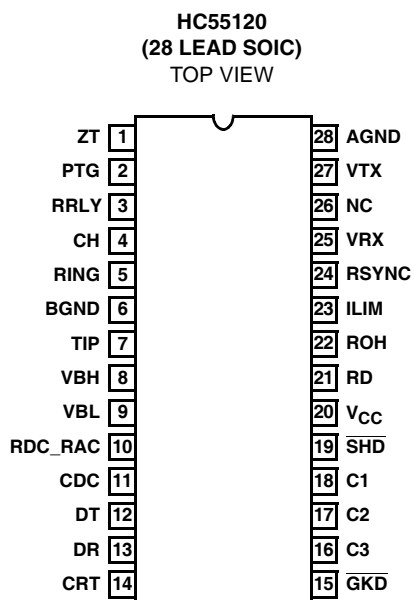 HC55120
(28 LEAD SOIC)
TOP VIEW
ZT 1 28 AGND
PTG 2 27 VTX
RRLY 3 26 NC
CH 4 25 VRX
RING 5 24 RSYNC
BGND 6 23 ILIM
TIP 7 22 ROH
VBH 8 21 RD
VBL 9 20 VCC
RDC_RAC 10 19 SHD
CDC 11 18 C1
DT 12 17 C2
DR 13 16 C3
CRT 14 15 GKD